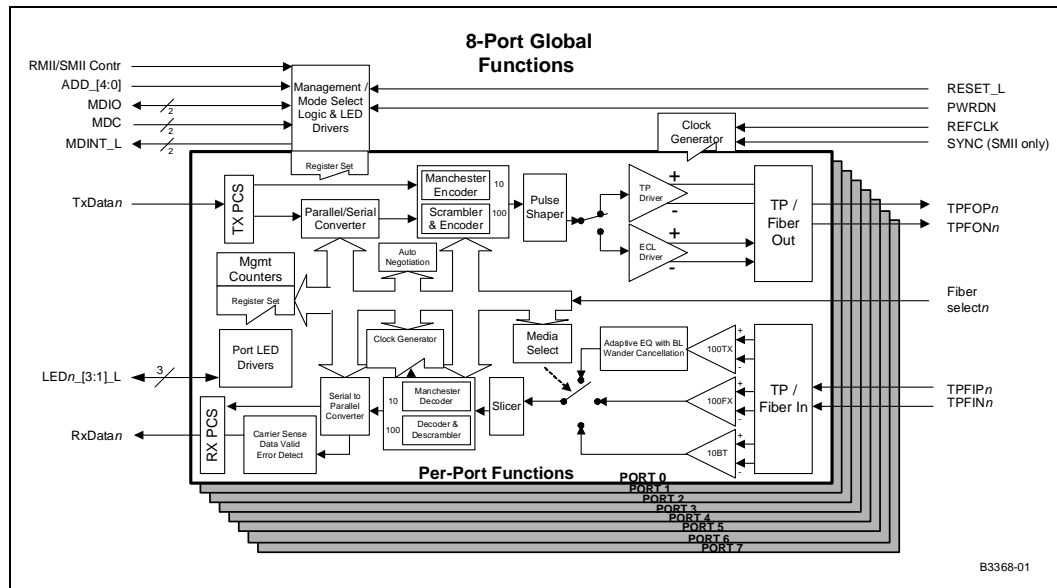 8-Port Global
Functions
RMII/SMII Contr
ADD_[4:0]
MDIO
2
MDC
2
MDINT_L
2
Management /
Mode Select
Logic & LED
Drivers
Register Set
RESET_L
PWRDN
REFCLK
SYNC (SMII only)
Clock
Generator
TxDatan
TX PCS
Parallel/Serial
Converter
Manchester
Encoder
10
Scrambler
& Encoder
100
Pulse
Shaper
TP
Driver
+
-
ECL
Driver
+
-
TP /
Fiber
Out
TPFOPn
TPFONn
Auto
Negotiation
Mgmt
Counters
Register Set
Fiber
selectn
Clock Generator
Media
Select
Adaptive EQ with BL
Wander Cancellation
100TX
+
-
100FX
+
-
10BT
+
-
TP /
Fiber In
TPFIPn
TPFINn
Port LED
Drivers
LEDn_[3:1]_L
3
RxDatan
RX PCS
Serial to
Parallel
Converter
Carrier Sense
Data Valid
Error Detect
10
Manchester
Decoder
100
Decoder &
Descrambler
Slicer
Per-Port Functions
PORT 0
PORT 1
PORT 2
PORT 3
PORT 4
PORT 5
PORT 6
PORT 7
B3368-01